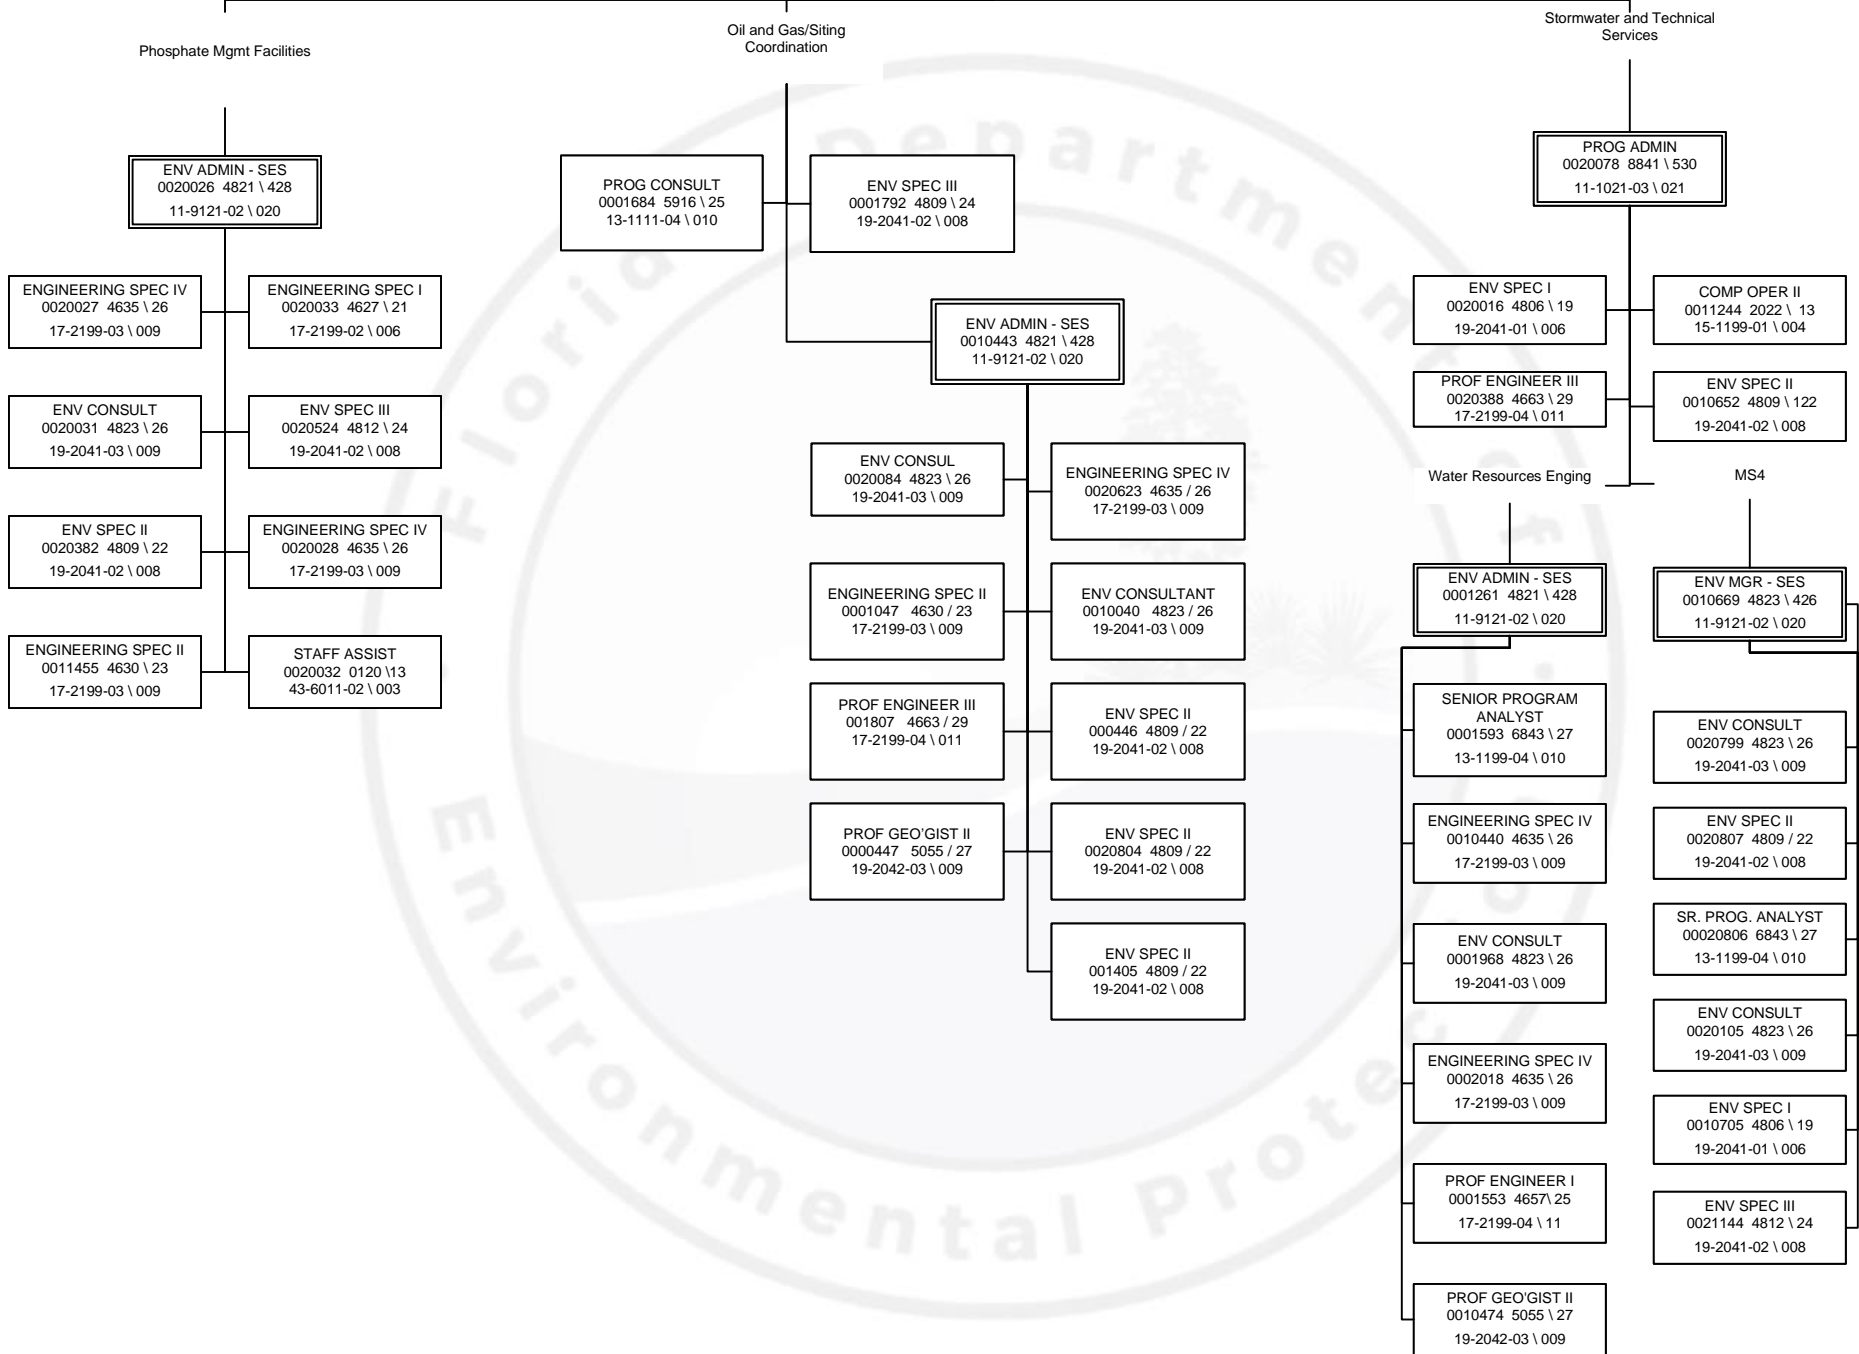 Phosphate Mgmt Facilities
ENV ADMIN - SES
0020026 4821 \ 428
11-9121-02 \ 020
ENGINEERING SPEC IV
0020027 4635 \ 26
17-2199-03 \ 009
ENGINEERING SPEC I
0020033 4627 \ 21
17-2199-02 \ 006
ENV CONSULT
0020031 4823 \ 26
19-2041-03 \ 009
ENV SPEC III
0020524 4812 \ 24
19-2041-02 \ 008
ENV SPEC II
0020382 4809 \ 22
19-2041-02 \ 008
ENGINEERING SPEC IV
0020028 4635 \ 26
17-2199-03 \ 009
ENGINEERING SPEC II
0011455 4630 \ 23
17-2199-03 \ 009
STAFF ASSIST
0020032 0120 \13
43-6011-02 \ 003
Oil and Gas/Siting
Coordination
PROG CONSULT
0001684 5916 \ 25
13-1111-04 \ 010
ENV SPEC III
0001792 4809 \ 24
19-2041-02 \ 008
ENV ADMIN - SES
0010443 4821 \ 428
11-9121-02 \ 020
ENV CONSUL
0020084 4823 \ 26
19-2041-03 \ 009
ENGINEERING SPEC IV
0020623 4635 / 26
17-2199-03 \ 009
ENGINEERING SPEC II
0001047 4630 / 23
17-2199-03 \ 009
ENV CONSULTANT
0010040 4823 / 26
19-2041-03 \ 009
PROF ENGINEER III
001807 4663 / 29
17-2199-04 \ 011
ENV SPEC II
000446 4809 / 22
19-2041-02 \ 008
PROF GEO'GIST II
0000447 5055 / 27
19-2042-03 \ 009
ENV SPEC II
0020804 4809 / 22
19-2041-02 \ 008
ENV SPEC II
001405 4809 / 22
19-2041-02 \ 008
Stormwater and Technical
Services
PROG ADMIN
0020078 8841 \ 530
11-1021-03 \ 021
ENV SPEC I
0020016 4806 \ 19
19-2041-01 \ 006
COMP OPER II
0011244 2022 \ 13
15-1199-01 \ 004
PROF ENGINEER III
0020388 4663 \ 29
17-2199-04 \ 011
ENV SPEC II
0010652 4809 \ 122
19-2041-02 \ 008
Water Resources Enging
ENV ADMIN - SES
0001261 4821 \ 428
11-9121-02 \ 020
SENIOR PROGRAM
ANALYST
0001593 6843 \ 27
13-1199-04 \ 010
ENGINEERING SPEC IV
0010440 4635 \ 26
17-2199-03 \ 009
ENV CONSULT
0001968 4823 \ 26
19-2041-03 \ 009
ENGINEERING SPEC IV
0002018 4635 \ 26
17-2199-03 \ 009
PROF ENGINEER I
0001553 4657\ 25
17-2199-04 \ 11
PROF GEO'GIST II
0010474 5055 \ 27
19-2042-03 \ 009
MS4
ENV MGR - SES
0010669 4823 \ 426
11-9121-02 \ 020
ENV CONSULT
0020799 4823 \ 26
19-2041-03 \ 009
ENV SPEC II
0020807 4809 / 22
19-2041-02 \ 008
SR. PROG. ANALYST
00020806 6843 \ 27
13-1199-04 \ 010
ENV CONSULT
0020105 4823 \ 26
19-2041-03 \ 009
ENV SPEC I
0010705 4806 \ 19
19-2041-01 \ 006
ENV SPEC III
0021144 4812 \ 24
19-2041-02 \ 008
Florida Department of
Environmental Protec